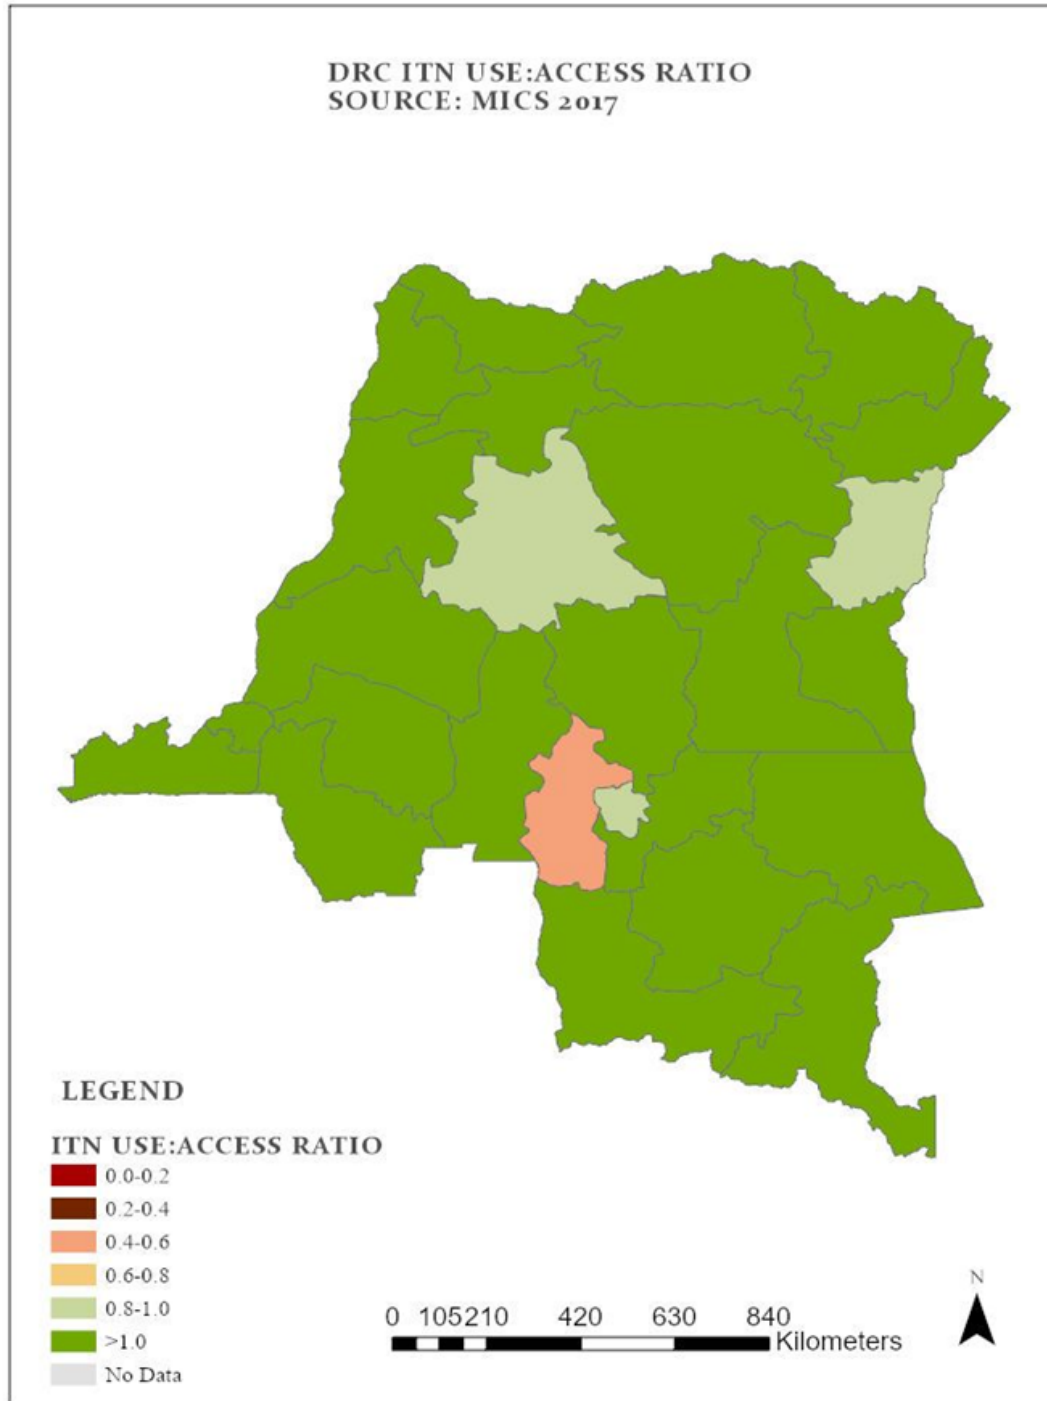 DRC ITN USE:ACCESS RATIO
SOURCE: MICS 2017
LEGEND
ITN USE:ACCESS RATIO
0.0-0.2
0.2-0.4
0.4-0.6
0.6-0.8
0.8-1.0
>1.0
No Data
0 105 210 420 630 840
Kilometers
N